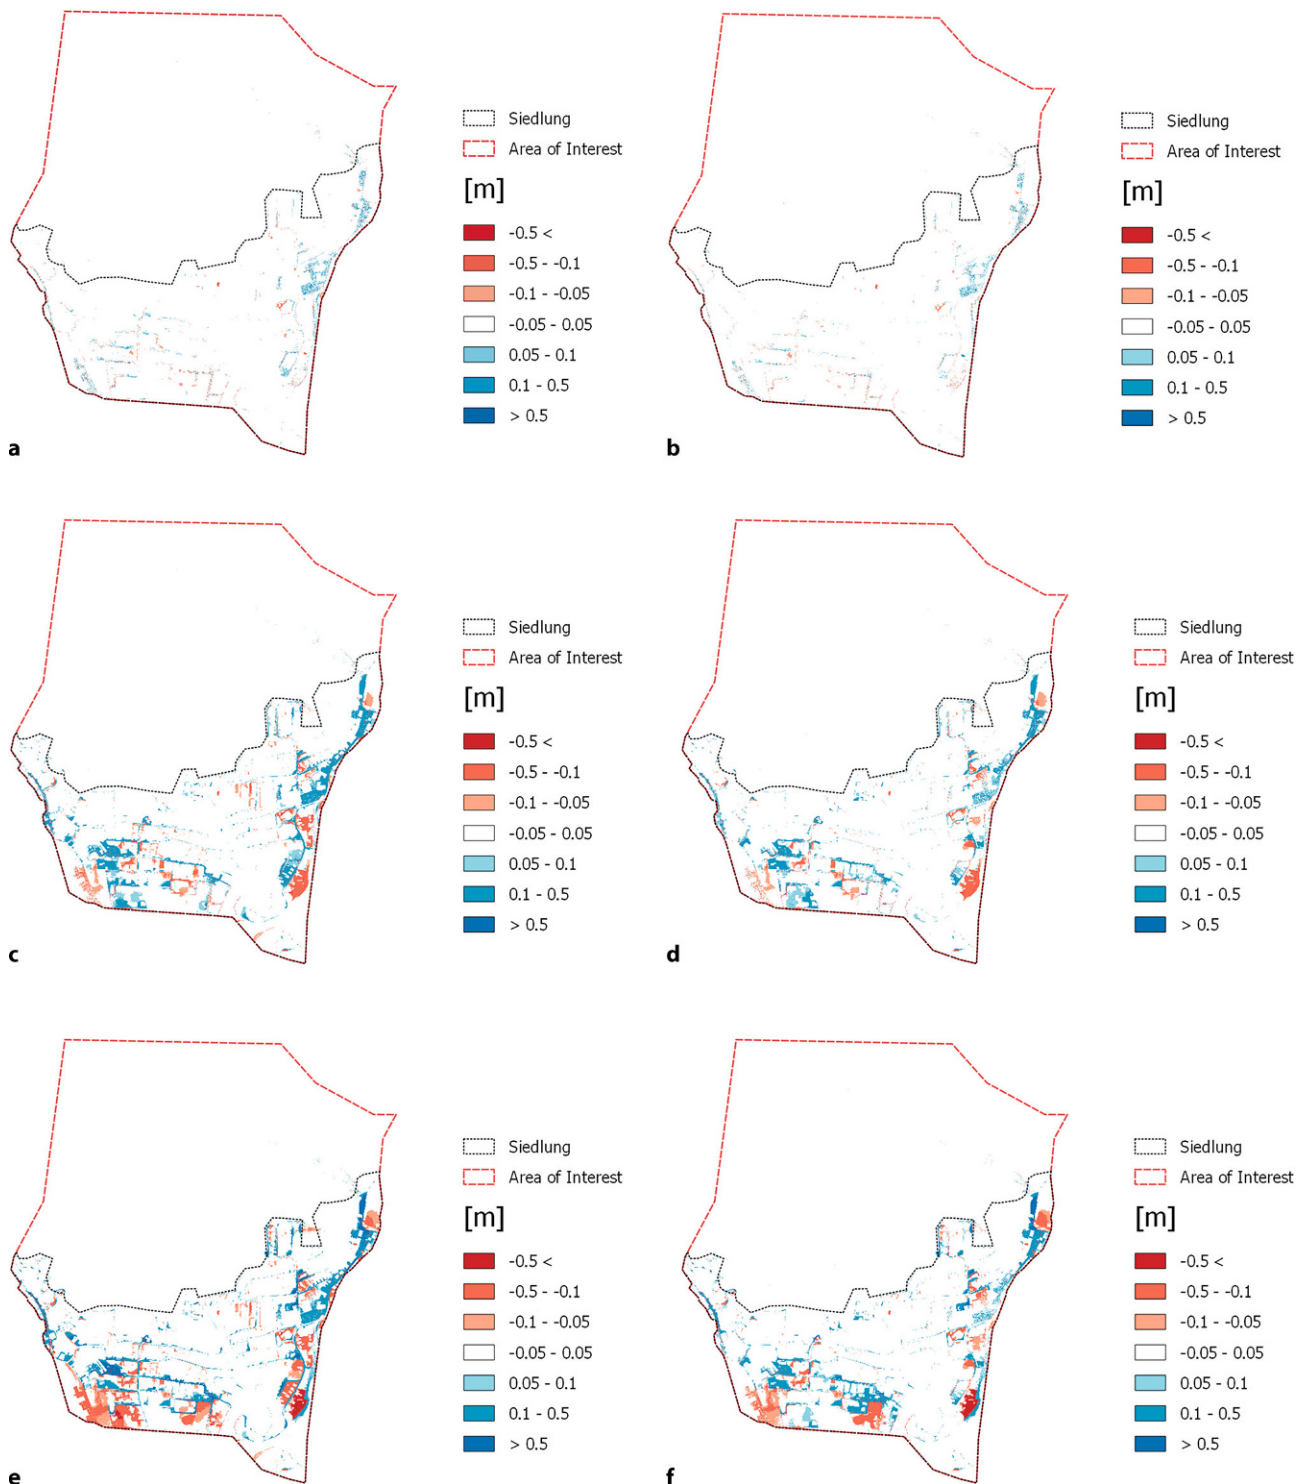 Siedlung
Area of Interest
[m]
-0.5 <
-0.5 - -0.1
-0.1 - -0.05
-0.05 - 0.05
0.05 - 0.1
0.1 - 0.5
> 0.5
a
Siedlung
Area of Interest
[m]
-0.5 <
-0.5 - -0.1
-0.1 - -0.05
-0.05 - 0.05
0.05 - 0.1
0.1 - 0.5
> 0.5
b
Siedlung
Area of Interest
[m]
-0.5 <
-0.5 - -0.1
-0.1 - -0.05
-0.05 - 0.05
0.05 - 0.1
0.1 - 0.5
> 0.5
c
Siedlung
Area of Interest
[m]
-0.5 <
-0.5 - -0.1
-0.1 - -0.05
-0.05 - 0.05
0.05 - 0.1
0.1 - 0.5
> 0.5
d
Siedlung
Area of Interest
[m]
-0.5 <
-0.5 - -0.1
-0.1 - -0.05
-0.05 - 0.05
0.05 - 0.1
0.1 - 0.5
> 0.5
e
Siedlung
Area of Interest
[m]
-0.5 <
-0.5 - -0.1
-0.1 - -0.05
-0.05 - 0.05
0.05 - 0.1
0.1 - 0.5
> 0.5
f